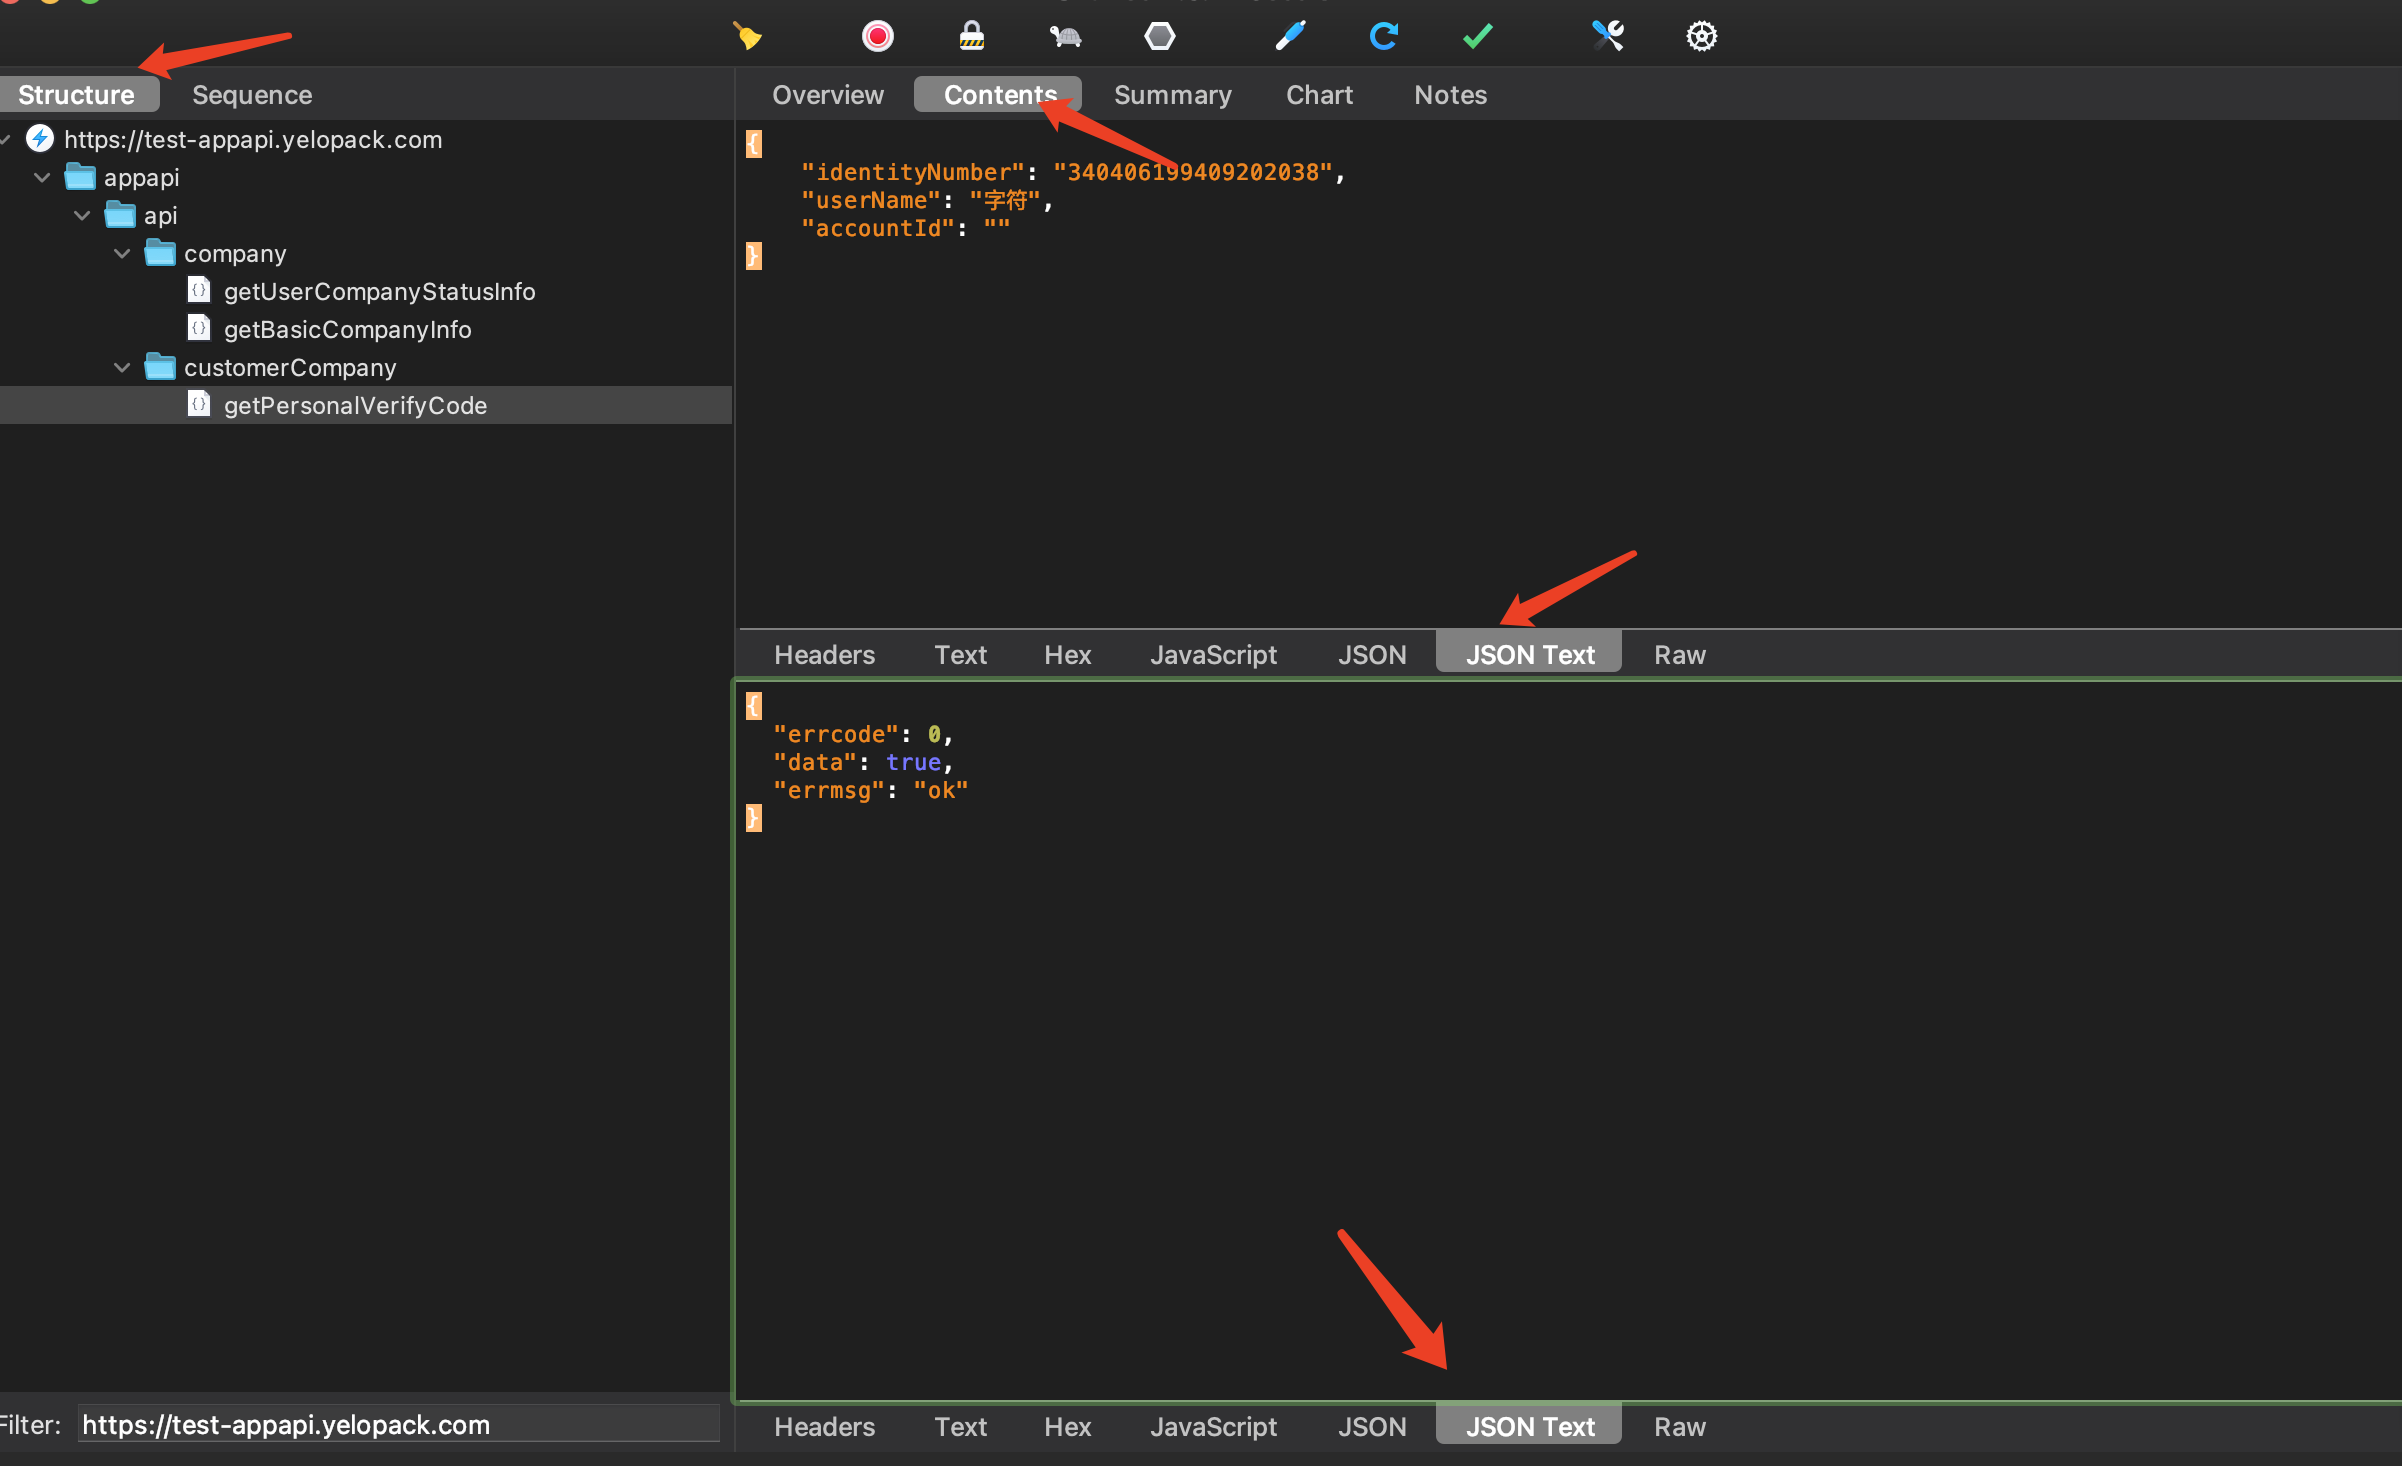 Structure
Sequence
https://test-appapi.yelopack.com
appapi
api
company
getUserCompanyStatusInfo
getBasicCompanyInfo
customerCompany
getPersonalVerifyCode
Filter: https://test-appapi.yelopack.com
Overview
Contents
Summary
Chart
Notes
{
"identityNumber": "340406199409202038",
"userName": "字符",
"accountId": ""
}
Headers
Text
Hex
JavaScript
JSON
JSON Text
Raw
{
"errcode": 0,
"data": true,
"errmsg": "ok"
}
Headers
Text
Hex
JavaScript
JSON
JSON Text
Raw